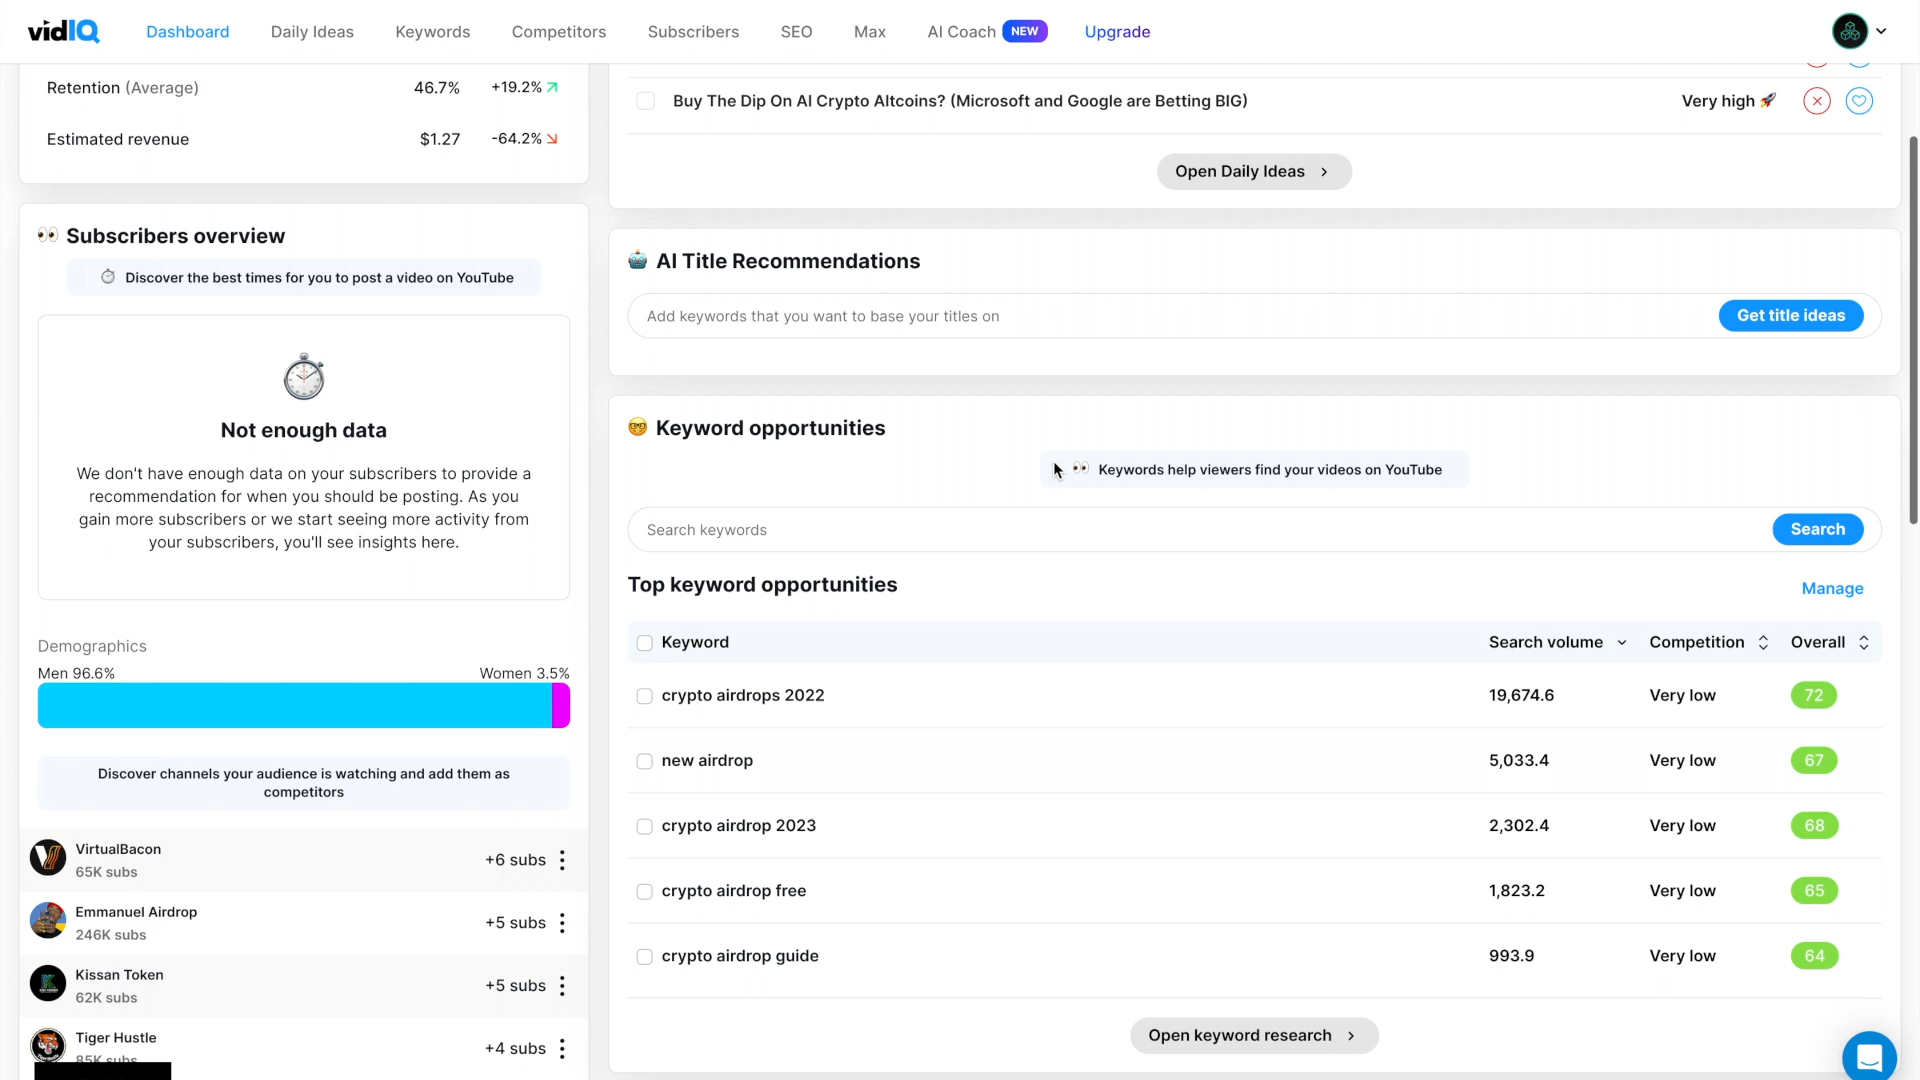 vidIQ
Dashboard
Daily Ideas
Keywords
Competitors
Subscribers
SEO
Max
AI Coach NEW
Upgrade
Retention (Average) 46.7% +19.2%
Estimated revenue $1.27 -64.2%
Subscribers overview
Discover the best times for you to post a video on YouTube
Not enough data
We don't have enough data on your subscribers to provide a
recommendation for when you should be posting. As you
gain more subscribers or we start seeing more activity from
your subscribers, you'll see insights here.
Demographics
Men 96.6% Women 3.5%
Discover channels your audience is watching and add them as
competitors
VirtualBacon
65K subs
+6 subs
Emmanuel Airdrop
246K subs
+5 subs
Kissan Token
62K subs
+5 subs
Tiger Hustle
85K subs
+4 subs
Buy The Dip On AI Crypto Altcoins? (Microsoft and Google are Betting BIG) Very high 🚀
Open Daily Ideas
AI Title Recommendations
Add keywords that you want to base your titles on
Get title ideas
Keyword opportunities
Keywords help viewers find your videos on YouTube
Search keywords
Search
Top keyword opportunities
Manage
Keyword Search volume Competition Overall
crypto airdrops 2022 19,674.6 Very low 72
new airdrop 5,033.4 Very low 67
crypto airdrop 2023 2,302.4 Very low 68
crypto airdrop free 1,823.2 Very low 65
crypto airdrop guide 993.9 Very low 64
Open keyword research